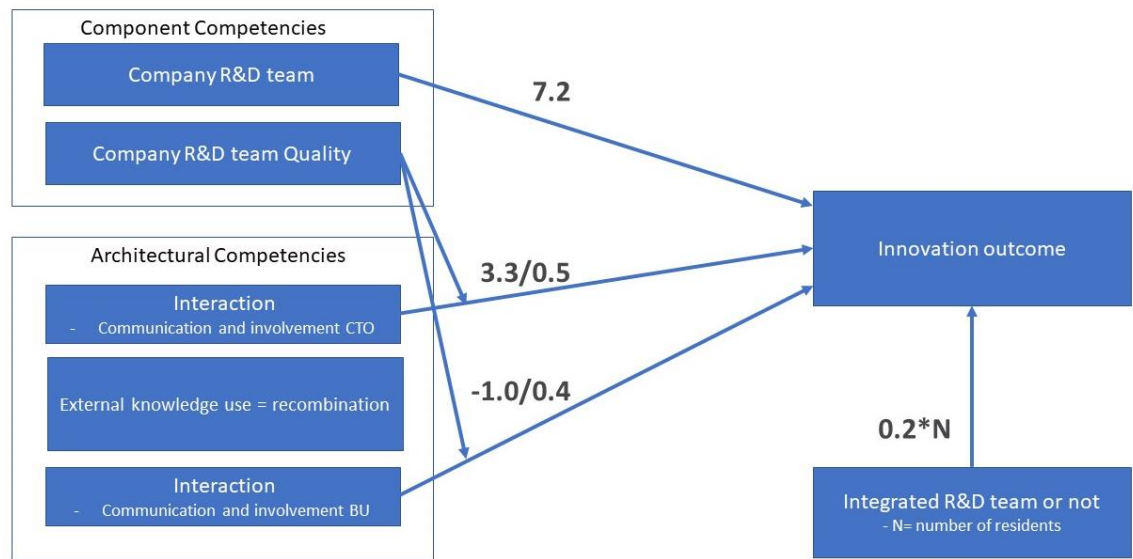 Component Competencies
Company R&D team
Company R&D team Quality
7.2
Architectural Competencies
Interaction
- Communication and involvement CTO
3.3/0.5
External knowledge use = recombination
-1.0/0.4
Interaction
- Communication and involvement BU
Innovation outcome
0.2*N
Integrated R&D team or not
- N= number of residents